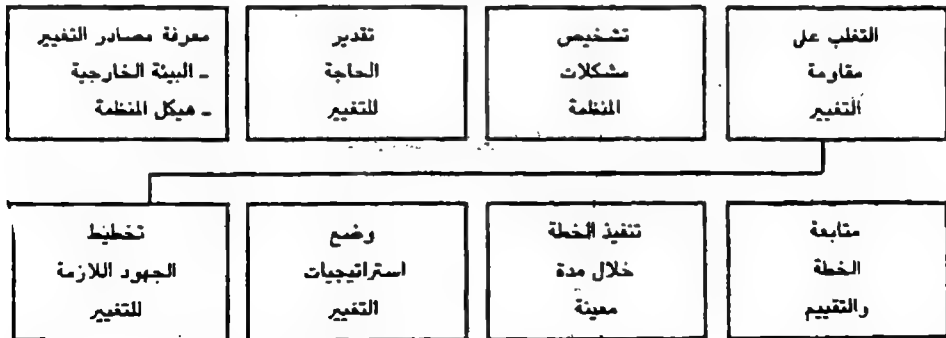 معرفة مصادر التغيير
ـ البيئة الخارجية
ـ هيكل المنظمة
تقدير
الحاجة
للتغيير
تشخيص
مشكلات
المنظمة
التغلب على
مقاومة
التغيير
تخطيط
الجهود اللازمة
للتغيير
وضع
استراتيجيات
التغيير
تنفيذ الخطة
خلال مدة
معينة
متابعة
الخطة
والتقييم